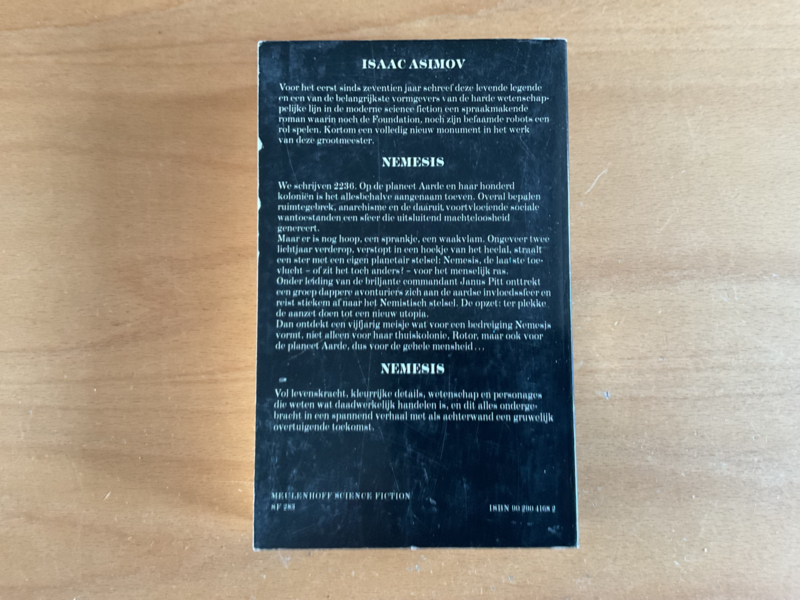 ISAAC ASIMOV
Voor het eerst sinds zeventien jaar schreef deze levende legende
en een van de belangrijkste vormgevers van de harde wetenschap-
pelijke lijn in de moderne science fiction een spraakmakende
roman waarin noch de Foundation, noch zijn befaamde robots een
rol spelen. Kortom een volledig nieuw monument in het werk
van deze grootmeester.
NEMESIS
We schrijven 2236. Op de planeet Aarde en haar honderd
koloniën is het allesbehalve aangenaam toeven. Overal bepalen
ruimtegebrek, anarchisme en de daaruit voortvloeiende sociale
wantoestanden een sfeer die uitsluitend machteloosheid
genereert.
Maar er is nog hoop, een sprankje, een waakvlam. Ongeveer twee
lichtjaar verderop, verstopt in een hoekje van het heelal, straalt
een ster met een eigen planetair stelsel: Nemesis, de laatste toe-
vlucht – of zit het toch anders? – voor het menselijk ras.
Onder leiding van de briljante commandant Janus Pitt onttrekt
een groep dappere avonturiers zich aan de aardse invloedssfeer en
reist stiekem af naar het Nemistisch stelsel. De opzet: ter plekke
de aanzet doen tot een nieuw utopia.
Dan ontdekt een vijfjarig meisje wat voor een bedreiging Nemesis
vormt, niet alleen voor haar thuiskolonie, Rotor, maar ook voor
de planeet Aarde, dus voor de gehele mensheid...
NEMESIS
Vol levenskracht, kleurrijke details, wetenschap en personages
die weten wat daadwerkelijk handelen is, en dit alles onderge-
bracht in een spannend verhaal met als achterwand een gruwelijk
overtuigende toekomst.
MEULENHOFF SCIENCE FICTION
SF 283
ISBN 90 290 4168 2